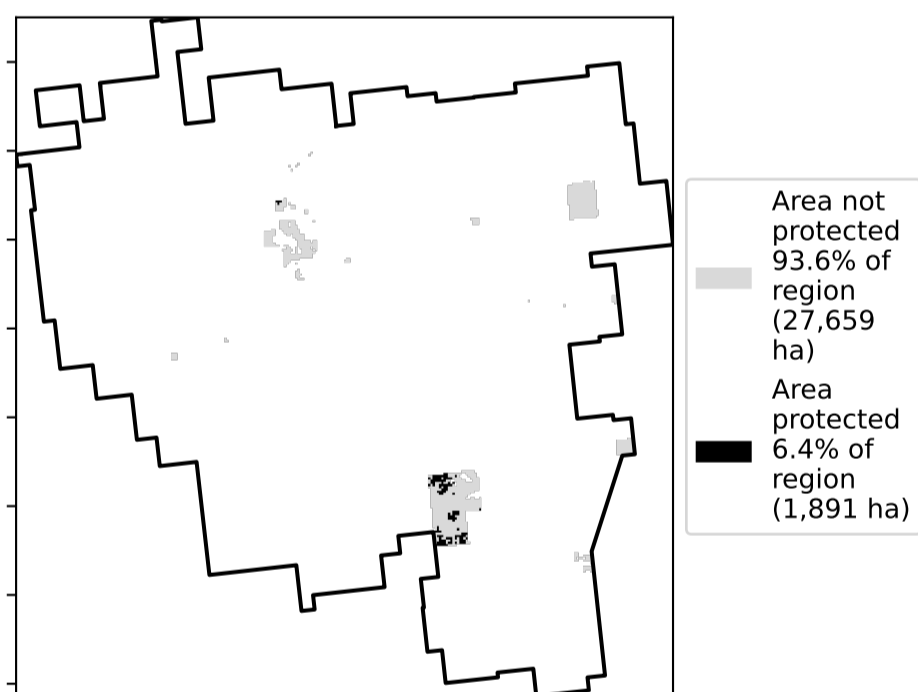 Area not
protected
93.6% of
region
(27,659
ha)
Area
protected
6.4% of
region
(1,891 ha)